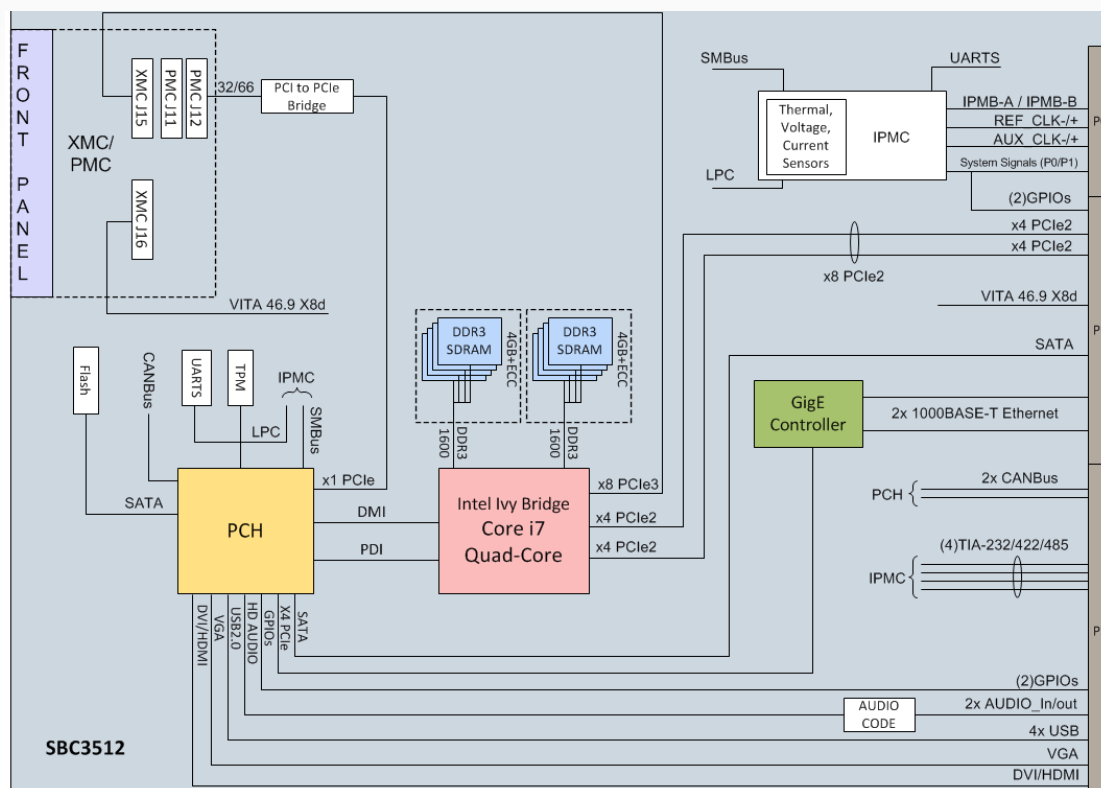 FRONT PANEL
XMC/
PMC
XMC J15
PMC J11
PMC J12
32/66
PCI to PCIe
Bridge
XMC J16
VITA 46.9 X8d
SMBus
UARTS
Thermal,
Voltage,
Current
Sensors
IPMC
LPC
IPMB-A / IPMB-B
REF_CLK-/+
AUX_CLK-/+
System Signals (P0/P1)
(2)GPIOs
x4 PCIe2
x4 PCIe2
x8 PCIe2
VITA 46.9 X8d
SATA
DDR3
SDRAM
4GB+ECC
DDR3
SDRAM
4GB+ECC
DDR3
1600
DDR3
1600
Flash
CANBus
UARTS
TPM
IPMC
LPC
SMBus
SATA
x1 PCIe
PCH
DMI
PDI
Intel Ivy Bridge
Core i7
Quad-Core
x8 PCIe3
x4 PCIe2
x4 PCIe2
GigE
Controller
2x 1000BASE-T Ethernet
2x CANBus
PCH
(4)TIA-232/422/485
IPMC
DVI/HDMI
VGA
USB2.0
HD AUDIO
GPIOs
X4 PCIe
SATA
(2)GPIOs
AUDIO
CODE
2x AUDIO_In/out
4x USB
VGA
DVI/HDMI
SBC3512